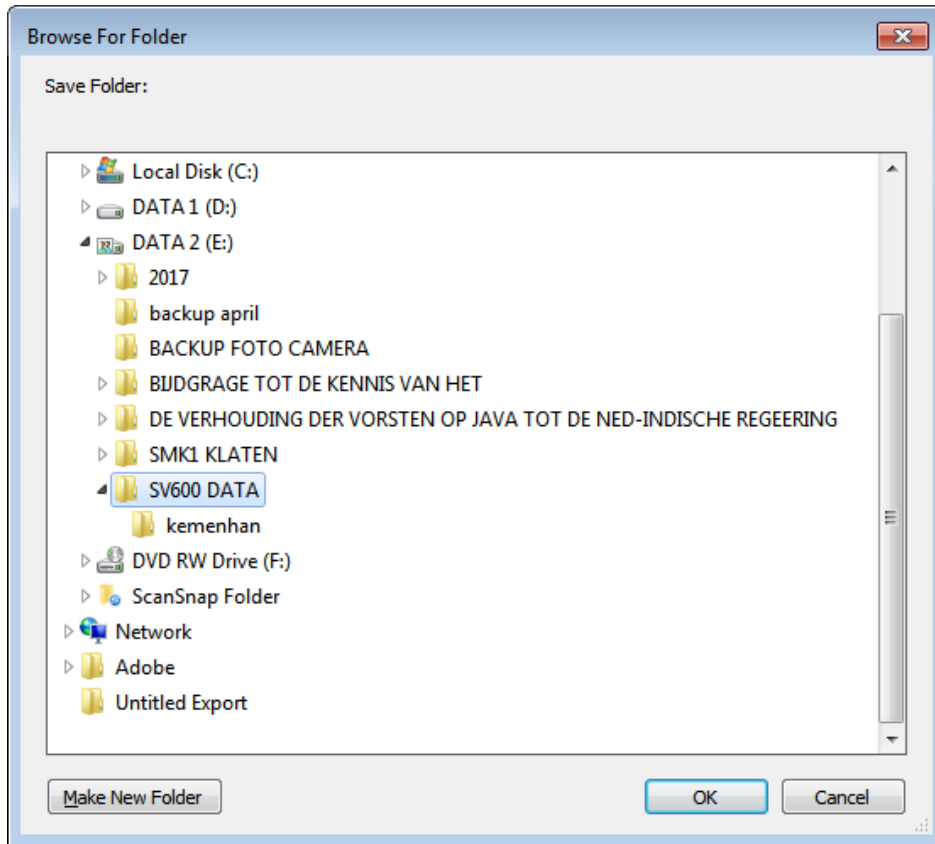 Browse For Folder
Save Folder:
Local Disk (C:)
DATA 1 (D:)
DATA 2 (E:)
2017
backup april
BACKUP FOTO CAMERA
BIJDGRAGE TOT DE KENNIS VAN HET
DE VERHOUDING DER VORSTEN OP JAVA TOT DE NED-INDISCHE REGEERING
SMK1 KLATEN
SV600 DATA
kemenhan
DVD RW Drive (F:)
ScanSnap Folder
Network
Adobe
Untitled Export
Make New Folder OK Cancel